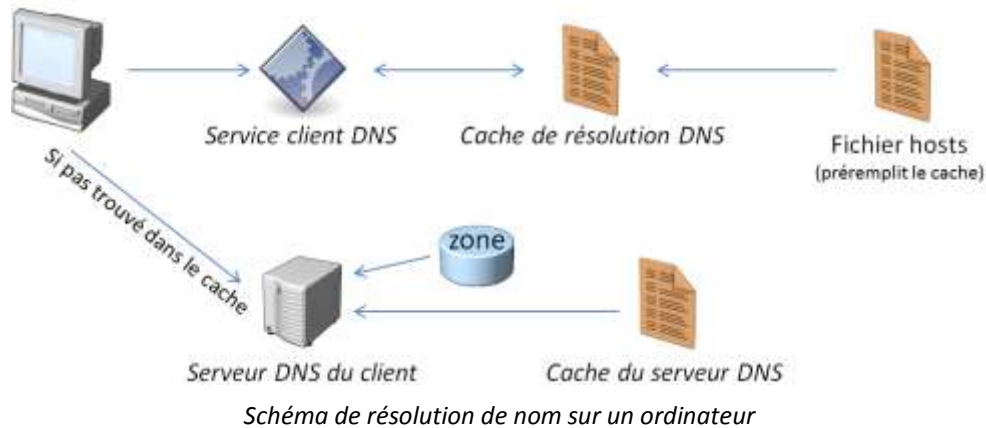 Service client DNS
Cache de résolution DNS
Fichier hosts
(préremplit le cache)
Si pas trouvé dans le cache
zone
Serveur DNS du client
Cache du serveur DNS
Schéma de résolution de nom sur un ordinateur